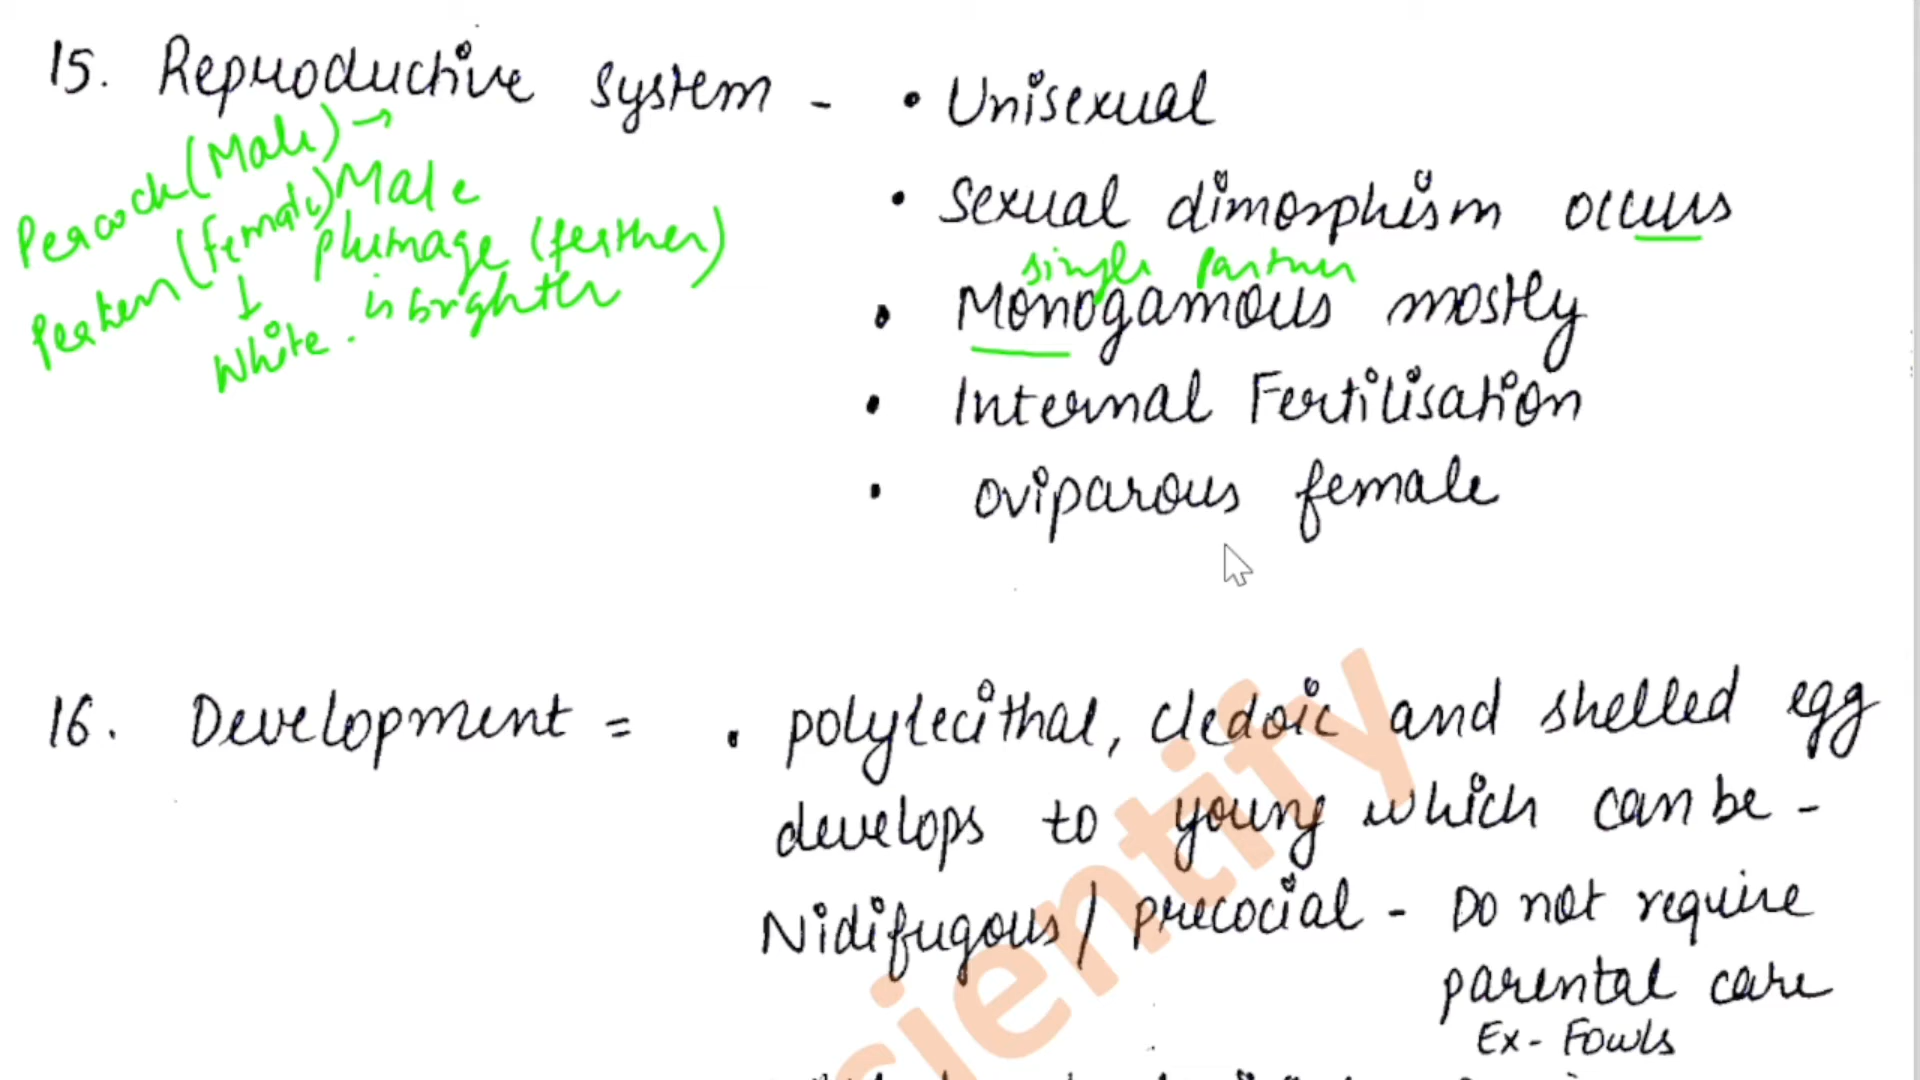 15. Reproductive system - • Unisexual
Peacock (Male) →
Peahen (female) Male
plumage (feather)
↓ is brighter
White.
• Sexual dimorphism occurs
single partner
• Monogamous mostly
• Internal Fertilisation
• oviparous female
16. Development = • polylecithal, cledoic and shelled egg
develops to young which can be -
Nidifugous / precocial - Do not require
parental care
Ex - Fowls
scientify